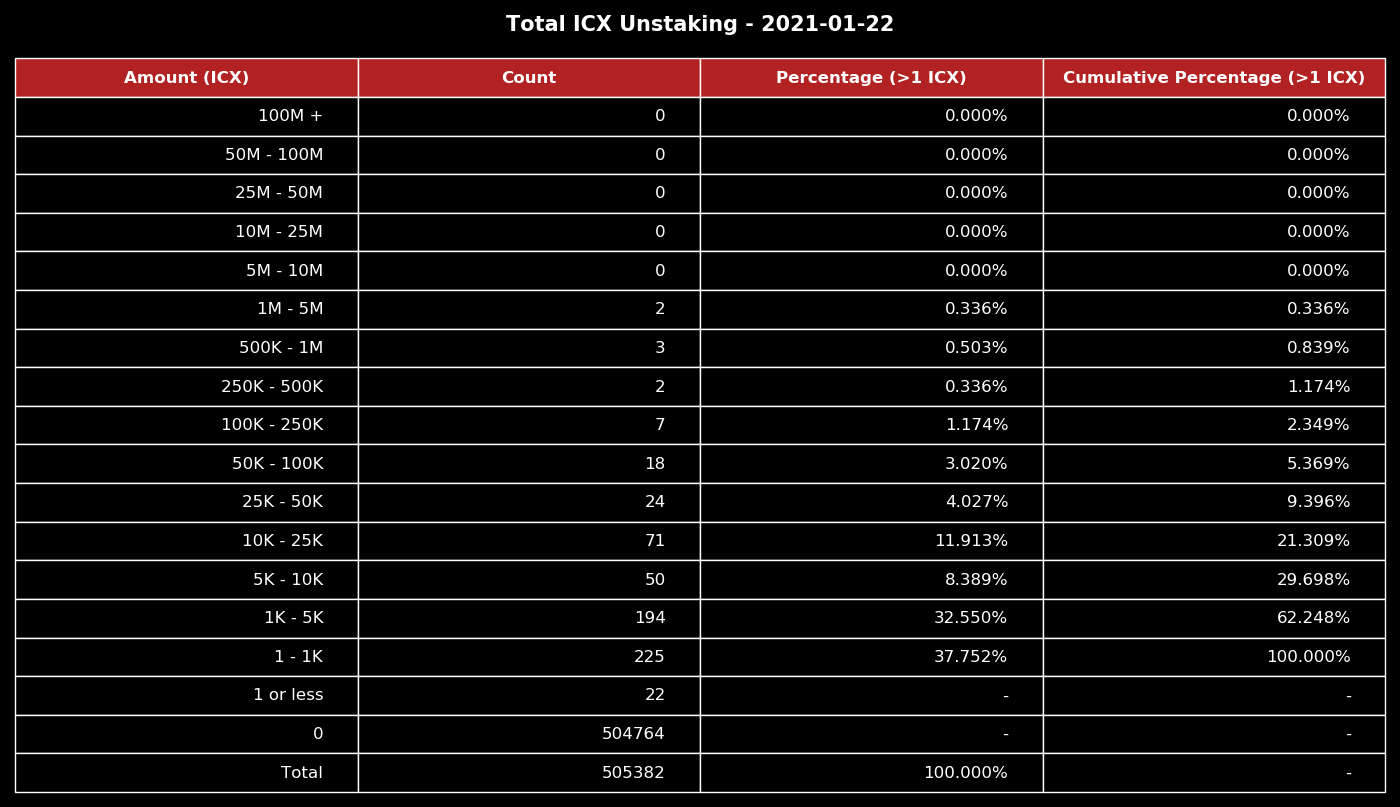 Total ICX Unstaking - 2021-01-22
Amount (ICX) Count Percentage (>1 ICX) Cumulative Percentage (>1 ICX)
100M + 0 0.000% 0.000%
50M - 100M 0 0.000% 0.000%
25M - 50M 0 0.000% 0.000%
10M - 25M 0 0.000% 0.000%
5M - 10M 0 0.000% 0.000%
1M - 5M 2 0.336% 0.336%
500K - 1M 3 0.503% 0.839%
250K - 500K 2 0.336% 1.174%
100K - 250K 7 1.174% 2.349%
50K - 100K 18 3.020% 5.369%
25K - 50K 24 4.027% 9.396%
10K - 25K 71 11.913% 21.309%
5K - 10K 50 8.389% 29.698%
1K - 5K 194 32.550% 62.248%
1 - 1K 225 37.752% 100.000%
1 or less 22 - -
0 504764 - -
Total 505382 100.000% -